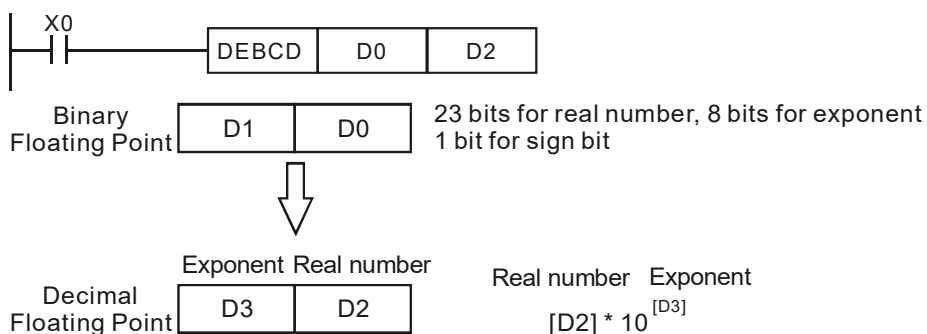 X0
DEBCD D0 D2
Binary
Floating Point
D1 D0
23 bits for real number, 8 bits for exponent
1 bit for sign bit
Exponent Real number
Decimal
Floating Point
D3 D2
Real number Exponent
[D2] * 10 [D3]